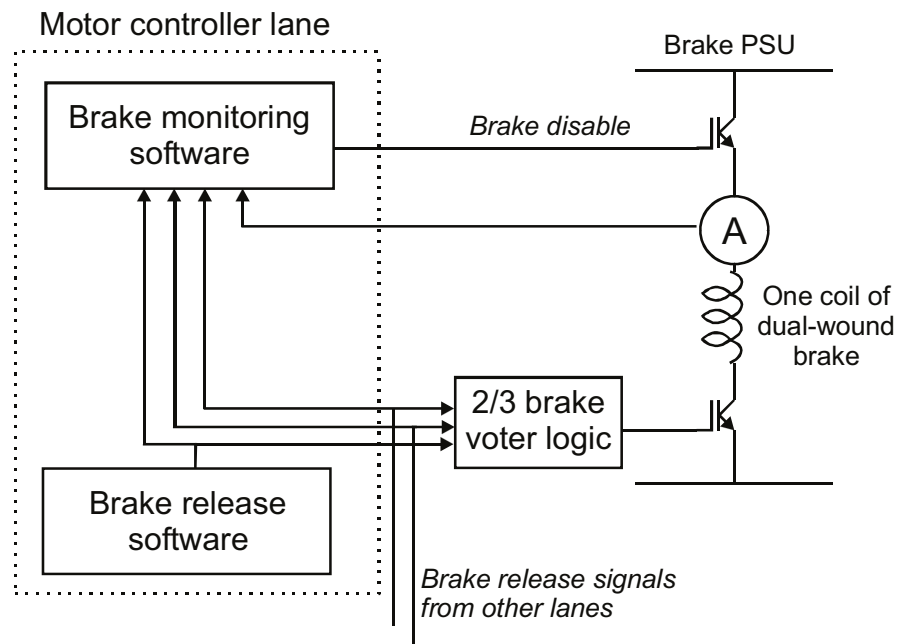 Motor controller lane
Brake PSU
Brake monitoring
software
Brake disable
A
One coil of
dual-wound
brake
2/3 brake
voter logic
Brake release
software
Brake release signals
from other lanes